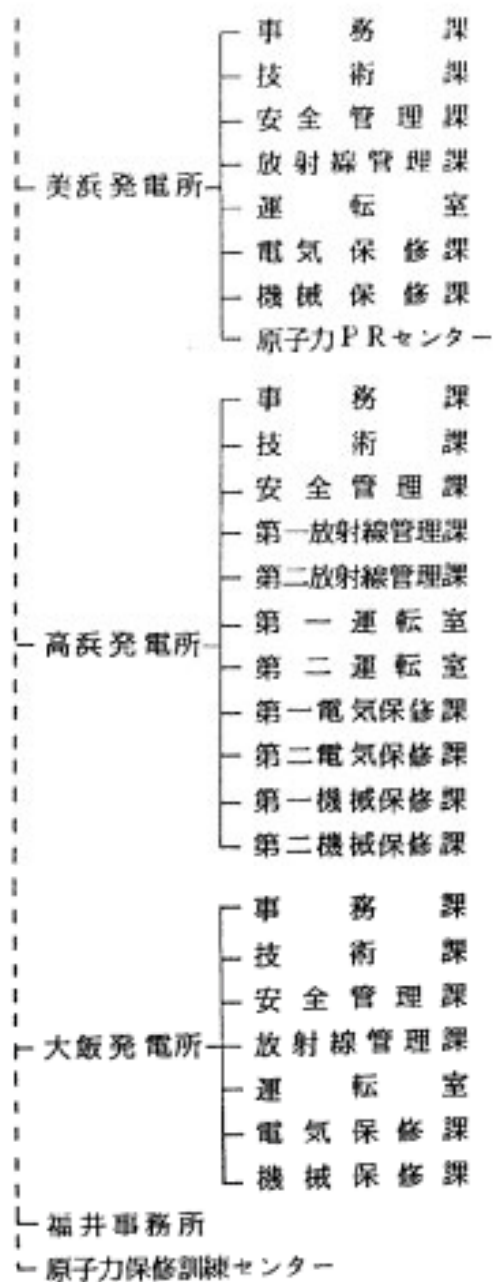 美浜発電所
事務課
技術課
安全管理課
放射線管理課
運転室
電気保修課
機械保修課
原子力PRセンター
高浜発電所
事務課
技術課
安全管理課
第一放射線管理課
第二放射線管理課
第一運転室
第二運転室
第一電気保修課
第二電気保修課
第一機械保修課
第二機械保修課
大飯発電所
事務課
技術課
安全管理課
放射線管理課
運転室
電気保修課
機械保修課
福井事務所
原子力保修訓練センター